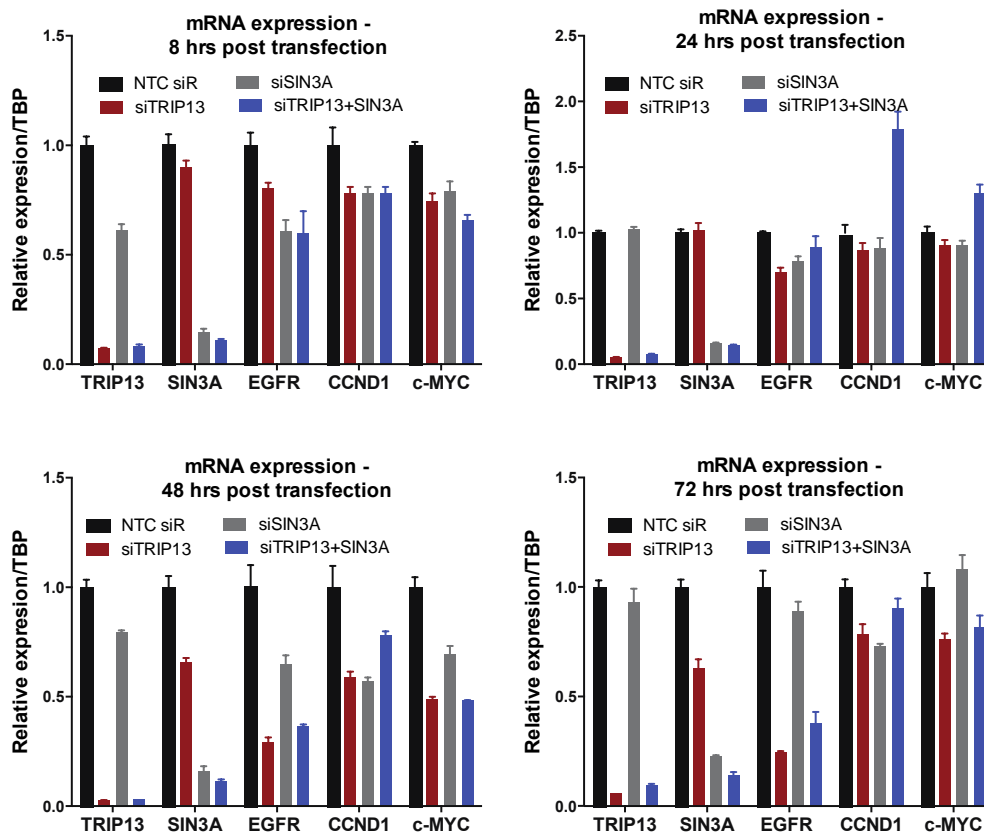 mRNA expression -
8 hrs post transfection
NTC siR
siSIN3A
siTRIP13
siTRIP13+SIN3A
Relative expresion/TBP
1.5
1.0
0.5
0.0
TRIP13 SIN3A EGFR CCND1 c-MYC
mRNA expression -
24 hrs post transfection
NTC siR
siSIN3A
siTRIP13
siTRIP13+SIN3A
Relative expresion/TBP
2.5
2.0
1.5
1.0
0.5
0.0
TRIP13 SIN3A EGFR CCND1 c-MYC
mRNA expression -
48 hrs post transfection
NTC siR
siSIN3A
siTRIP13
siTRIP13+SIN3A
Relative expresion/TBP
1.5
1.0
0.5
0.0
TRIP13 SIN3A EGFR CCND1 c-MYC
mRNA expression -
72 hrs post transfection
NTC siR
siSIN3A
siTRIP13
siTRIP13+SIN3A
Relative expresion/TBP
1.5
1.0
0.5
0.0
TRIP13 SIN3A EGFR CCND1 c-MYC